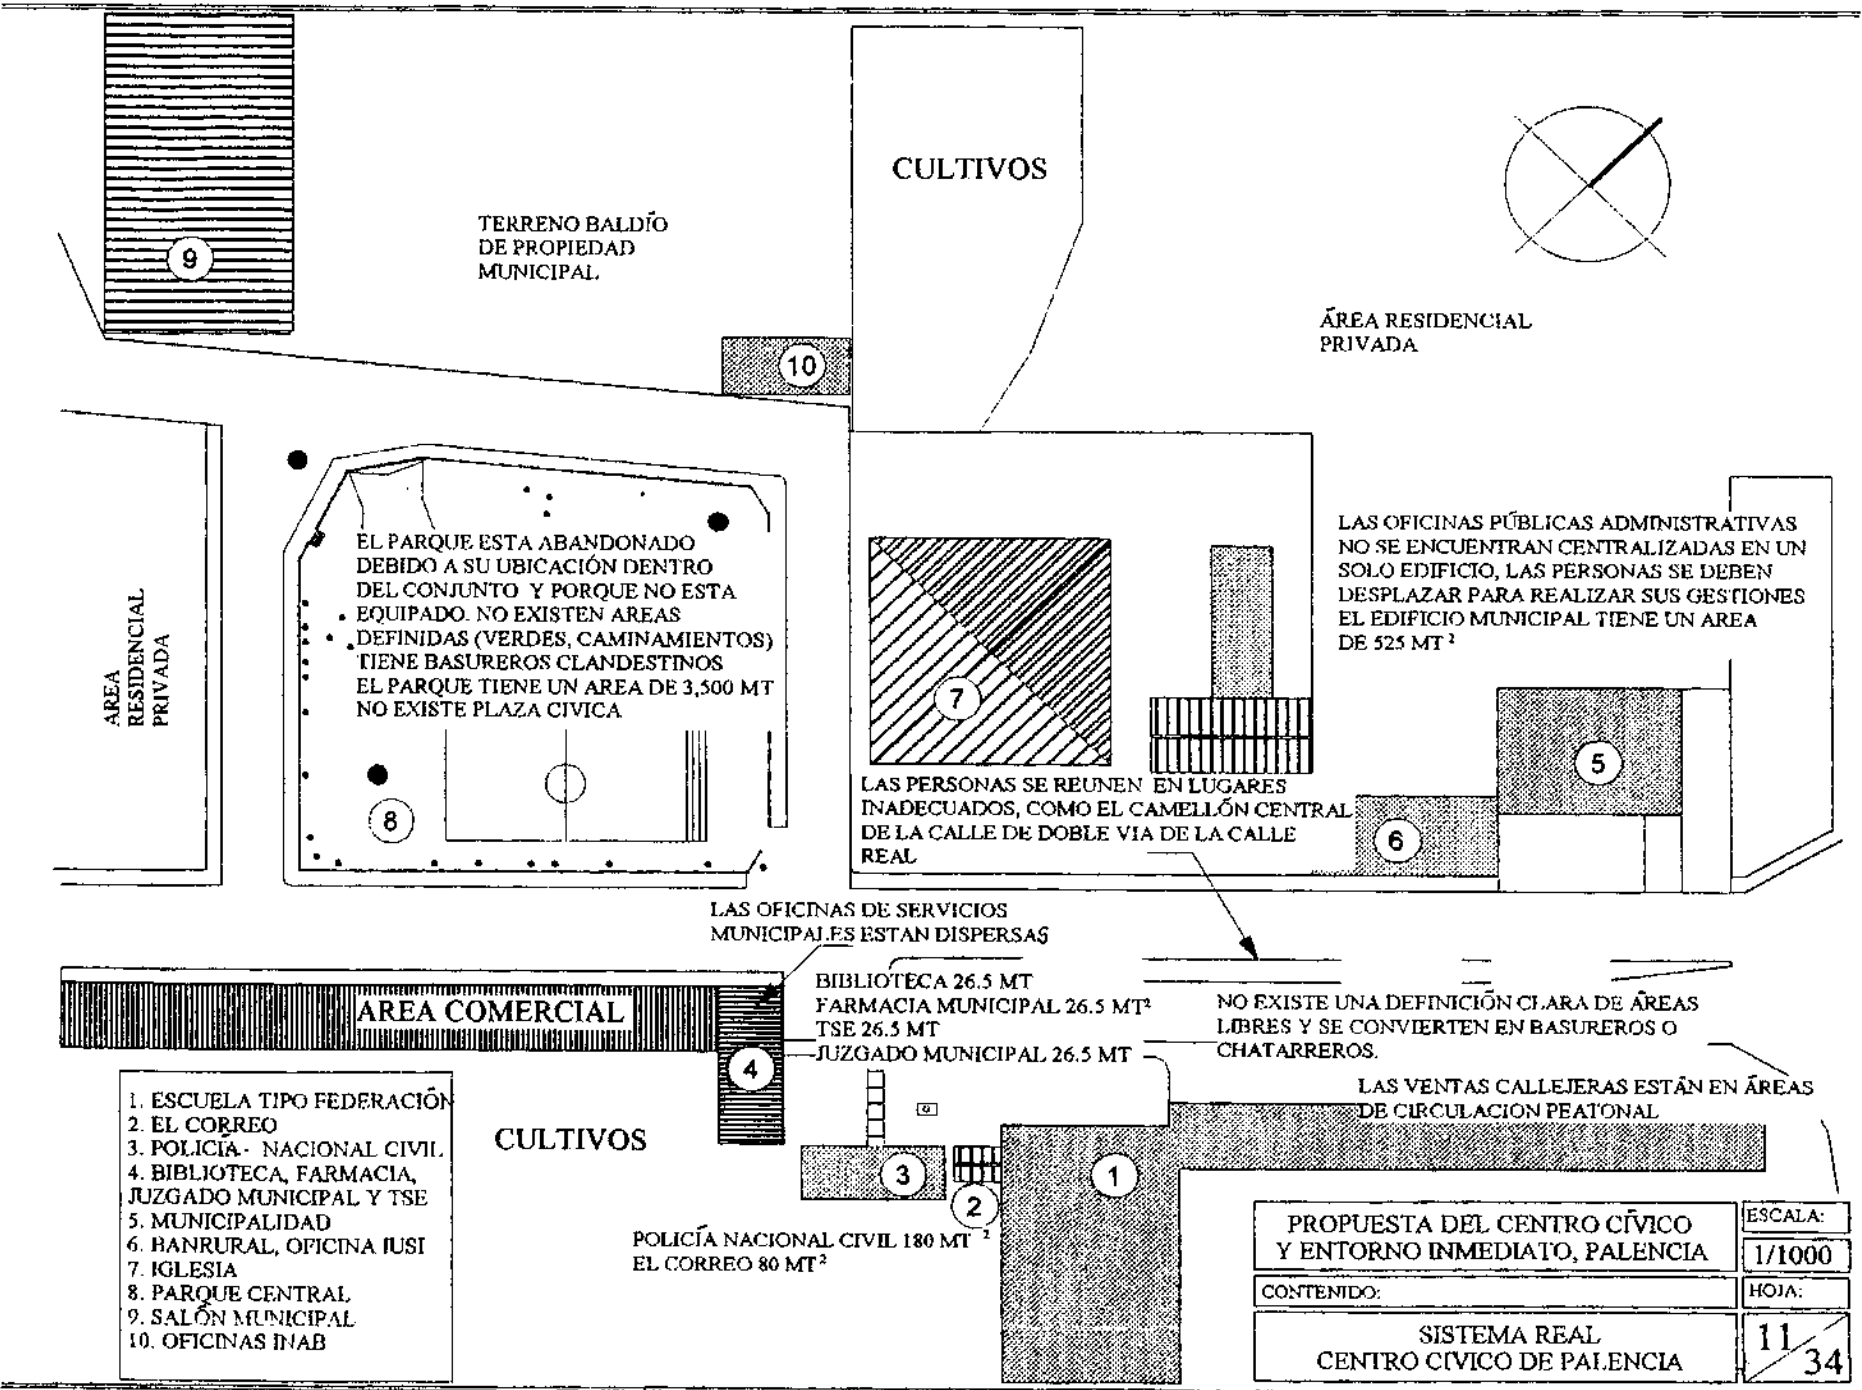 CULTIVOS
TERRENO BALDÍO
DE PROPIEDAD
MUNICIPAL
9
10
ÁREA RESIDENCIAL
PRIVADA
EL PARQUE ESTA ABANDONADO
DEBIDO A SU UBICACIÓN DENTRO
DEL CONJUNTO Y PORQUE NO ESTA
EQUIPADO. NO EXISTEN AREAS
DEFINIDAS (VERDES, CAMINAMIENTOS)
TIENE BASUREROS CLANDESTINOS
EL PARQUE TIENE UN AREA DE 3,500 MT
NO EXISTE PLAZA CIVICA
AREA
RESIDENCIAL
PRIVADA
8
7
LAS OFICINAS PÚBLICAS ADMINISTRATIVAS
NO SE ENCUENTRAN CENTRALIZADAS EN UN
SOLO EDIFICIO, LAS PERSONAS SE DEBEN
DESPLAZAR PARA REALIZAR SUS GESTIONES
EL EDIFICIO MUNICIPAL TIENE UN AREA
DE 525 MT²
5
6
LAS PERSONAS SE REUNEN EN LUGARES
INADECUADOS, COMO EL CAMELLÓN CENTRAL
DE LA CALLE DE DOBLE VIA DE LA CALLE
REAL
LAS OFICINAS DE SERVICIOS
MUNICIPALES ESTAN DISPERSAS
AREA COMERCIAL
4
BIBLIOTECA 26.5 MT
FARMACIA MUNICIPAL 26.5 MT²
TSE 26.5 MT
JUZGADO MUNICIPAL 26.5 MT
NO EXISTE UNA DEFINICIÓN CLARA DE ÁREAS
LIBRES Y SE CONVIERTEN EN BASUREROS O
CHATARREROS.
LAS VENTAS CALLEJERAS ESTÁN EN ÁREAS
DE CIRCULACION PEATONAL
1. ESCUELA TIPO FEDERACIÓN
2. EL CORREO
3. POLICÍA - NACIONAL CIVIL
4. BIBLIOTECA, FARMACIA,
JUZGADO MUNICIPAL Y TSE
5. MUNICIPALIDAD
6. BANRURAL, OFICINA IUSI
7. IGLESIA
8. PARQUE CENTRAL
9. SALÓN MUNICIPAL
10. OFICINAS INAB
CULTIVOS
3
2
1
POLICÍA NACIONAL CIVIL 180 MT²
EL CORREO 80 MT²
PROPUESTA DEL CENTRO CÍVICO
Y ENTORNO INMEDIATO, PALENCIA
ESCALA:
1/1000
CONTENIDO:
HOJA:
SISTEMA REAL
CENTRO CIVICO DE PALENCIA
11/34